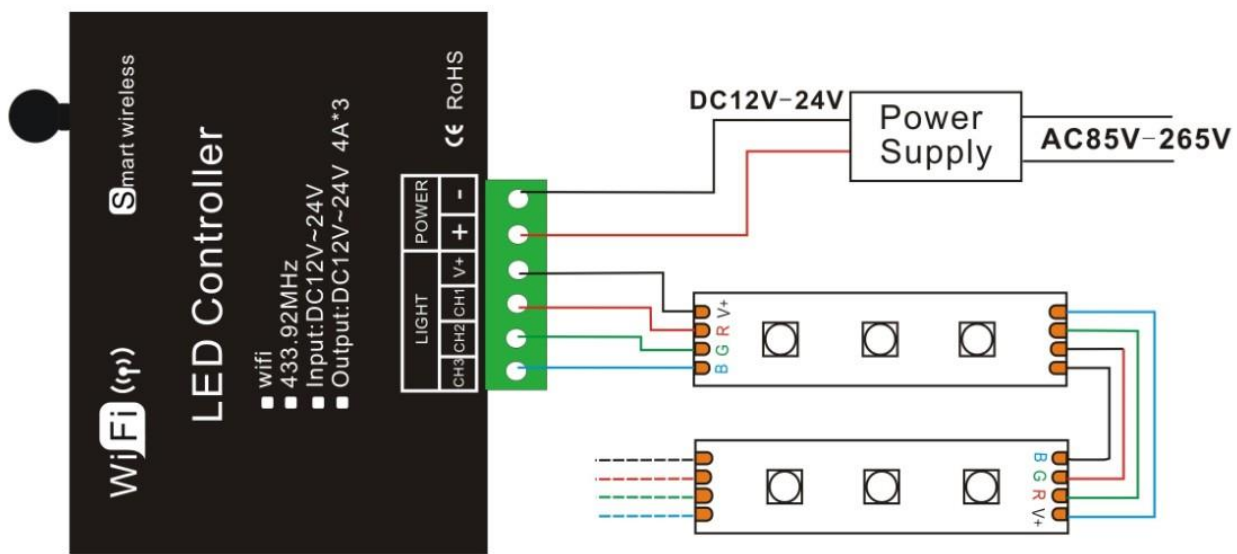 WiFi
LED Controller
Smart wireless
wifi
433.92MHz
Input:DC12V~24V
Output:DC12V~24V 4A*3
CE RoHS
POWER
-
+
LIGHT
V+
CH1
CH2
CH3
DC12V-24V
Power
Supply
AC85V-265V
V+
R
G
B
B
G
R
V+